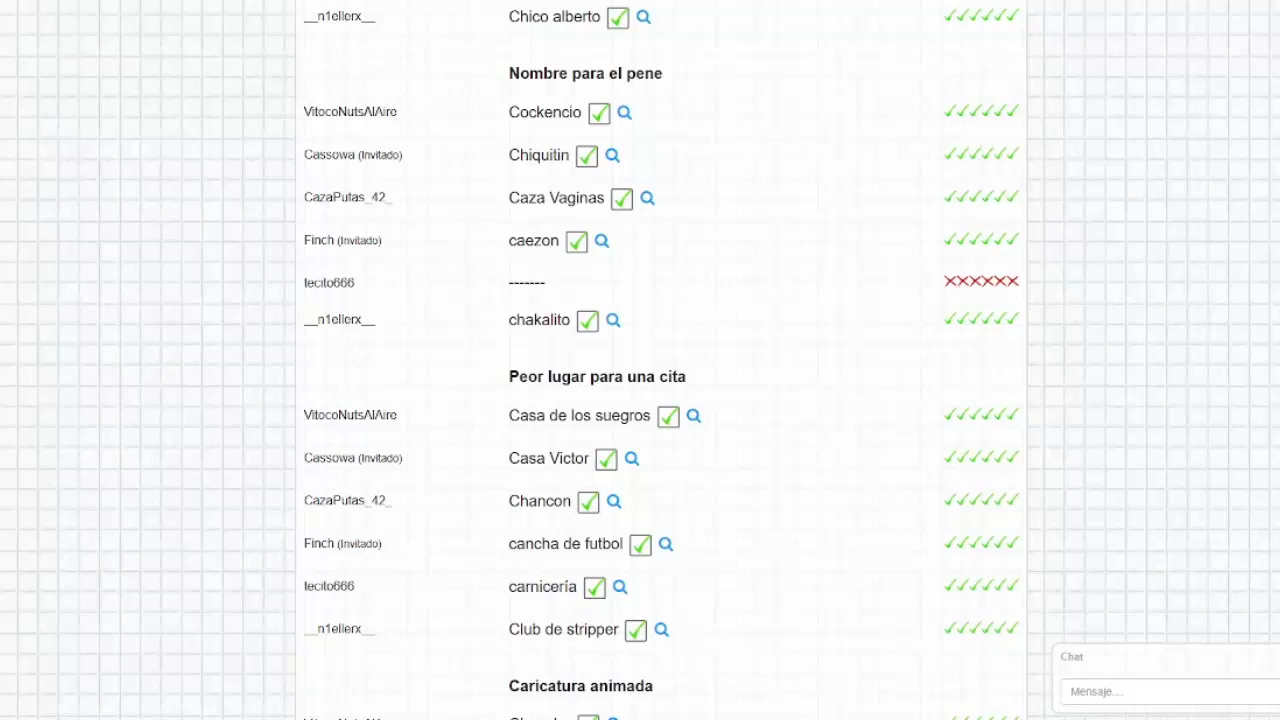 __n1ellerx__ Chico alberto
Nombre para el pene
VitocoNutsAlAire Cockencio
Cassowa (Invitado) Chiquitin
CazaPutas_42_ Caza Vaginas
Finch (Invitado) caezon
tecito666 -------
__n1ellerx__ chakalito
Peor lugar para una cita
VitocoNutsAlAire Casa de los suegros
Cassowa (Invitado) Casa Victor
CazaPutas_42_ Chancon
Finch (Invitado) cancha de futbol
tecito666 carnicería
__n1ellerx__ Club de stripper
Chat
Caricatura animada
Mensaje....